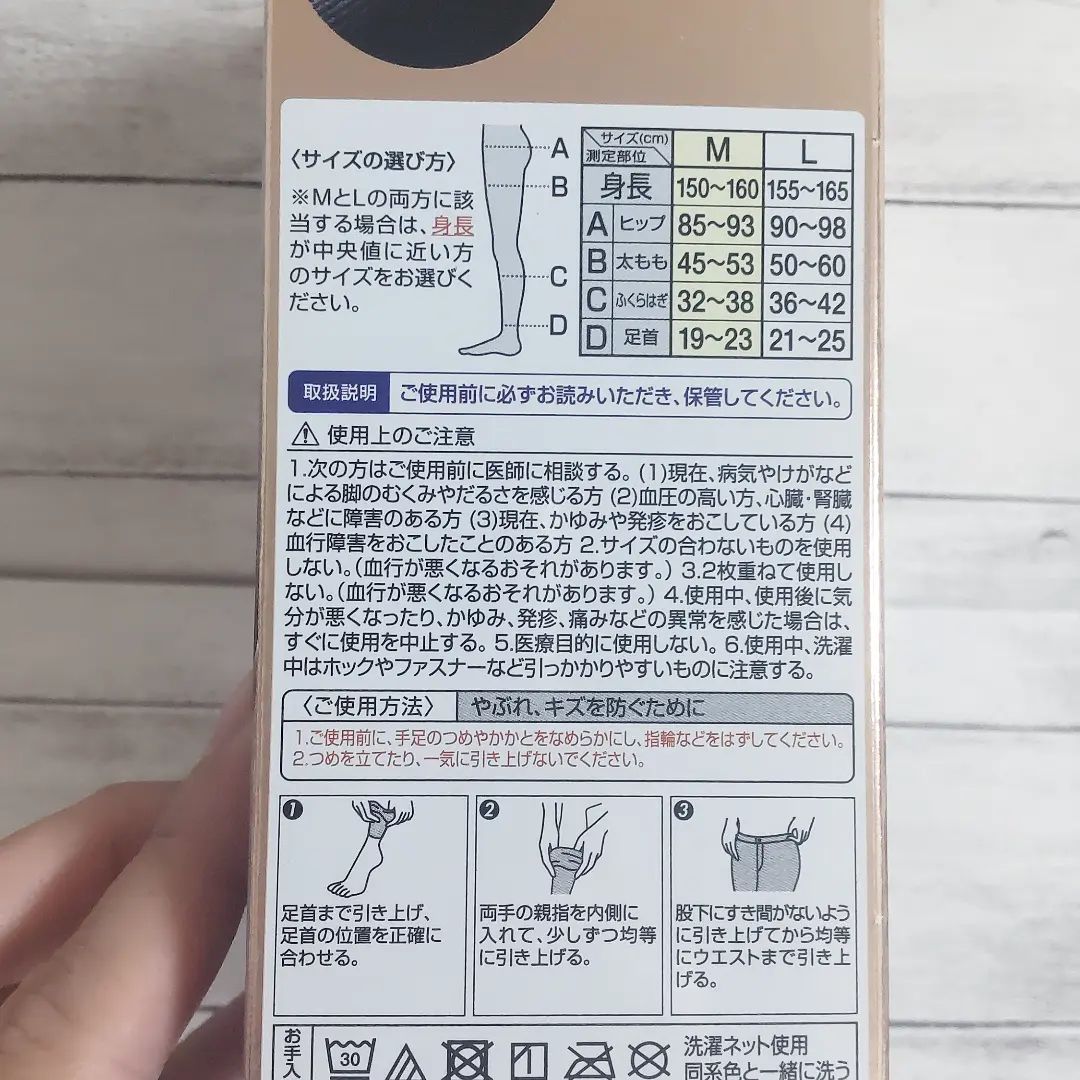 〈サイズの選び方〉
※MとLの両方に該
当する場合は、身長
が中央値に近い方
のサイズをお選びく
ださい。
A
B
C
D
サイズ(cm)
測定部位
M
L
身長 150〜160 155〜165
A ヒップ 85〜93 90〜98
B 太もも 45〜53 50〜60
C ふくらはぎ 32〜38 36〜42
D 足首 19〜23 21〜25
取扱説明 ご使用前に必ずお読みいただき、保管してください。
使用上のご注意
1.次の方はご使用前に医師に相談する。(1)現在、病気やけがなど
による脚のむくみやだるさを感じる方 (2)血圧の高い方、心臓・腎臓
などに障害のある方 (3)現在、かゆみや発疹をおこしている方 (4)
血行障害をおこしたことのある方 2.サイズの合わないものを使用
しない。(血行が悪くなるおそれがあります。) 3.2枚重ねて使用し
ない。(血行が悪くなるおそれがあります。) 4.使用中、使用後に気
分が悪くなったり、かゆみ、発疹、痛みなどの異常を感じた場合は、
すぐに使用を中止する。 5.医療目的に使用しない。 6.使用中、洗濯
中はホックやファスナーなど引っかかりやすいものに注意する。
〈ご使用方法〉 やぶれ、キズを防ぐために
1.ご使用前に、手足のつめやかかとをなめらかにし、指輪などをはずしてください。
2.つめを立てたり、一気に引き上げないでください。
❶
足首まで引き上げ、
足首の位置を正確に
合わせる。
❷
両手の親指を内側に
入れて、少しずつ均等
に引き上げる。
❸
股下にすき間がないよう
に引き上げてから均等
にウエストまで引き上
げる。
お手入
30
洗濯ネット使用
同系色と一緒に洗う